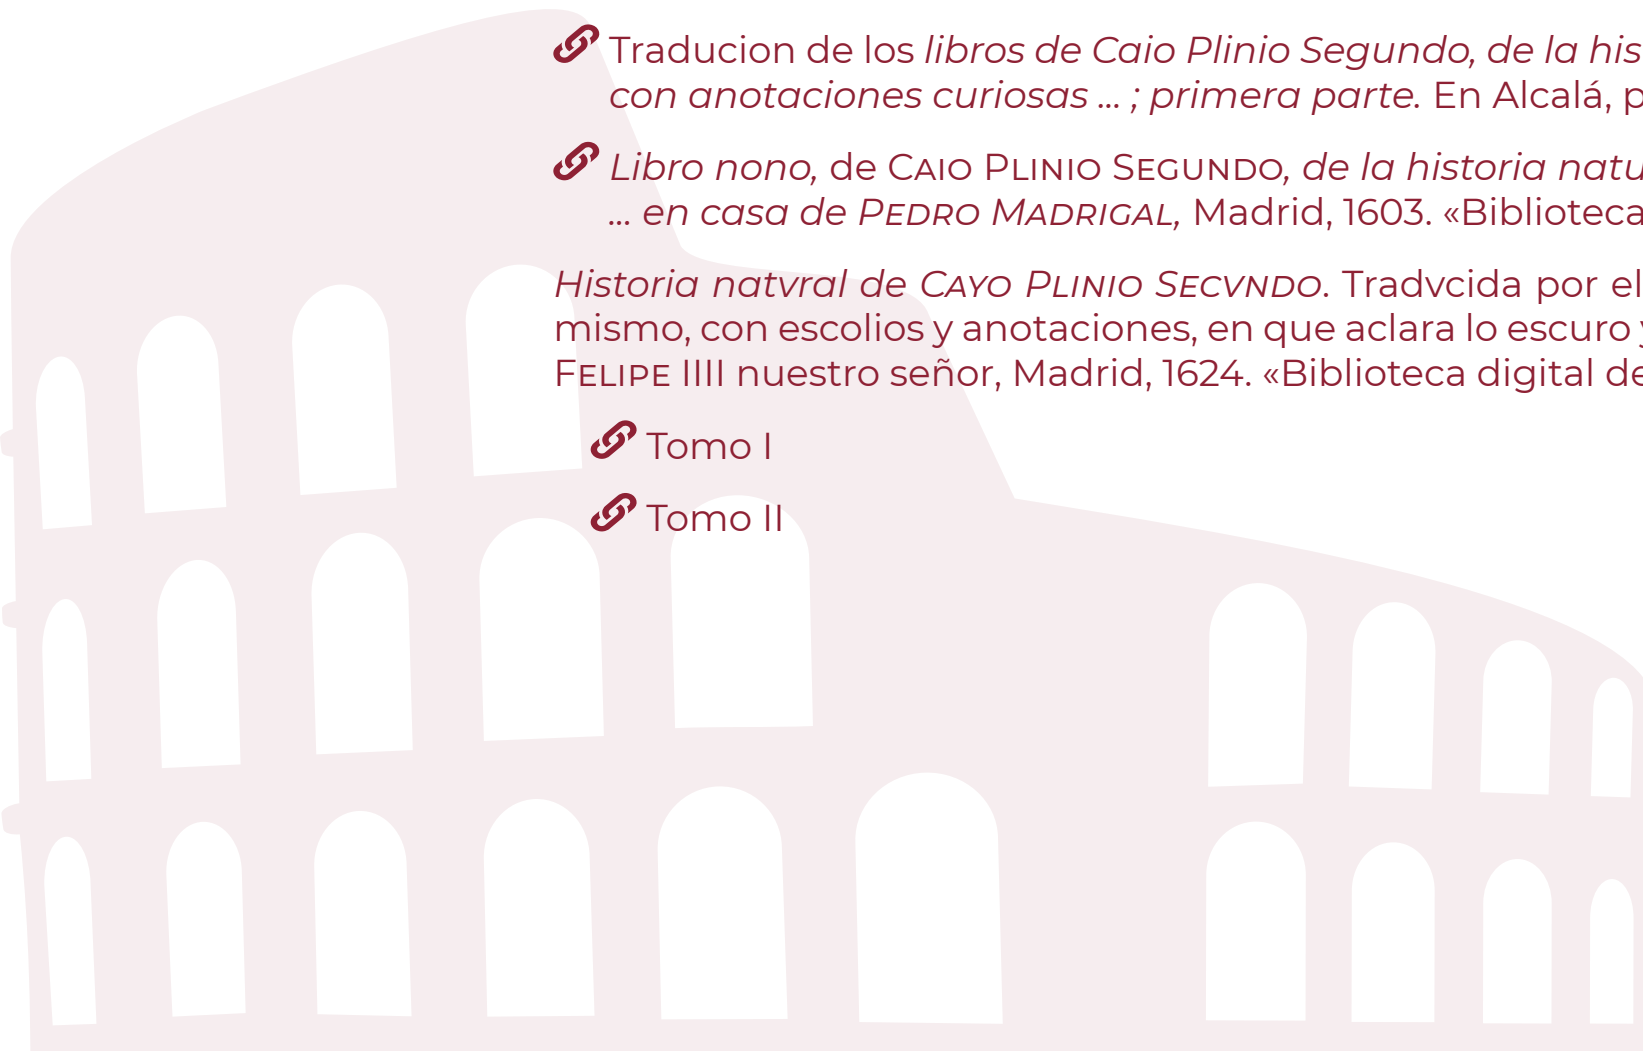 Traducion de los libros de Caio Plinio Segundo, de la his
con anotaciones curiosas ... ; primera parte. En Alcalá, p
Libro nono, de CAIO PLINIO SEGUNDO, de la historia natu
... en casa de PEDRO MADRIGAL, Madrid, 1603. «Biblioteca
Historia natvral de CAYO PLINIO SECVNDO. Tradvcida por el
mismo, con escolios y anotaciones, en que aclara lo escuro y
FELIPE IIII nuestro señor, Madrid, 1624. «Biblioteca digital de
Tomo I
Tomo II